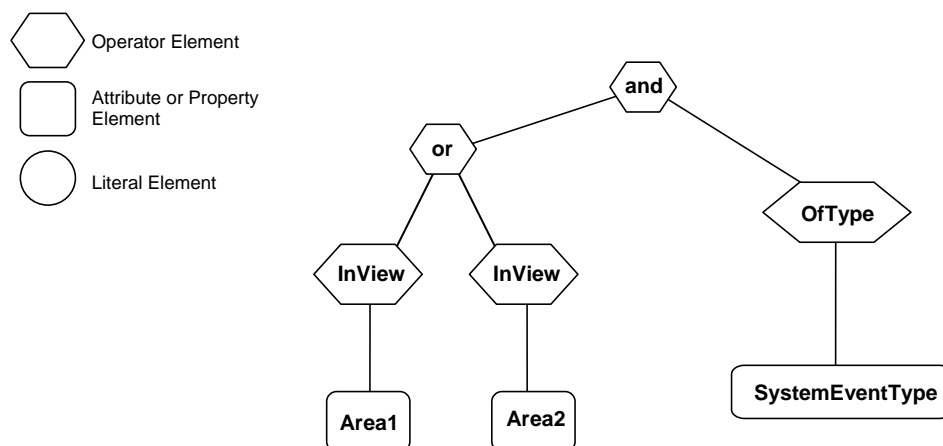 Operator Element
Attribute or Property
Element
Literal Element
and
or
OfType
InView
InView
SystemEventType
Area1
Area2